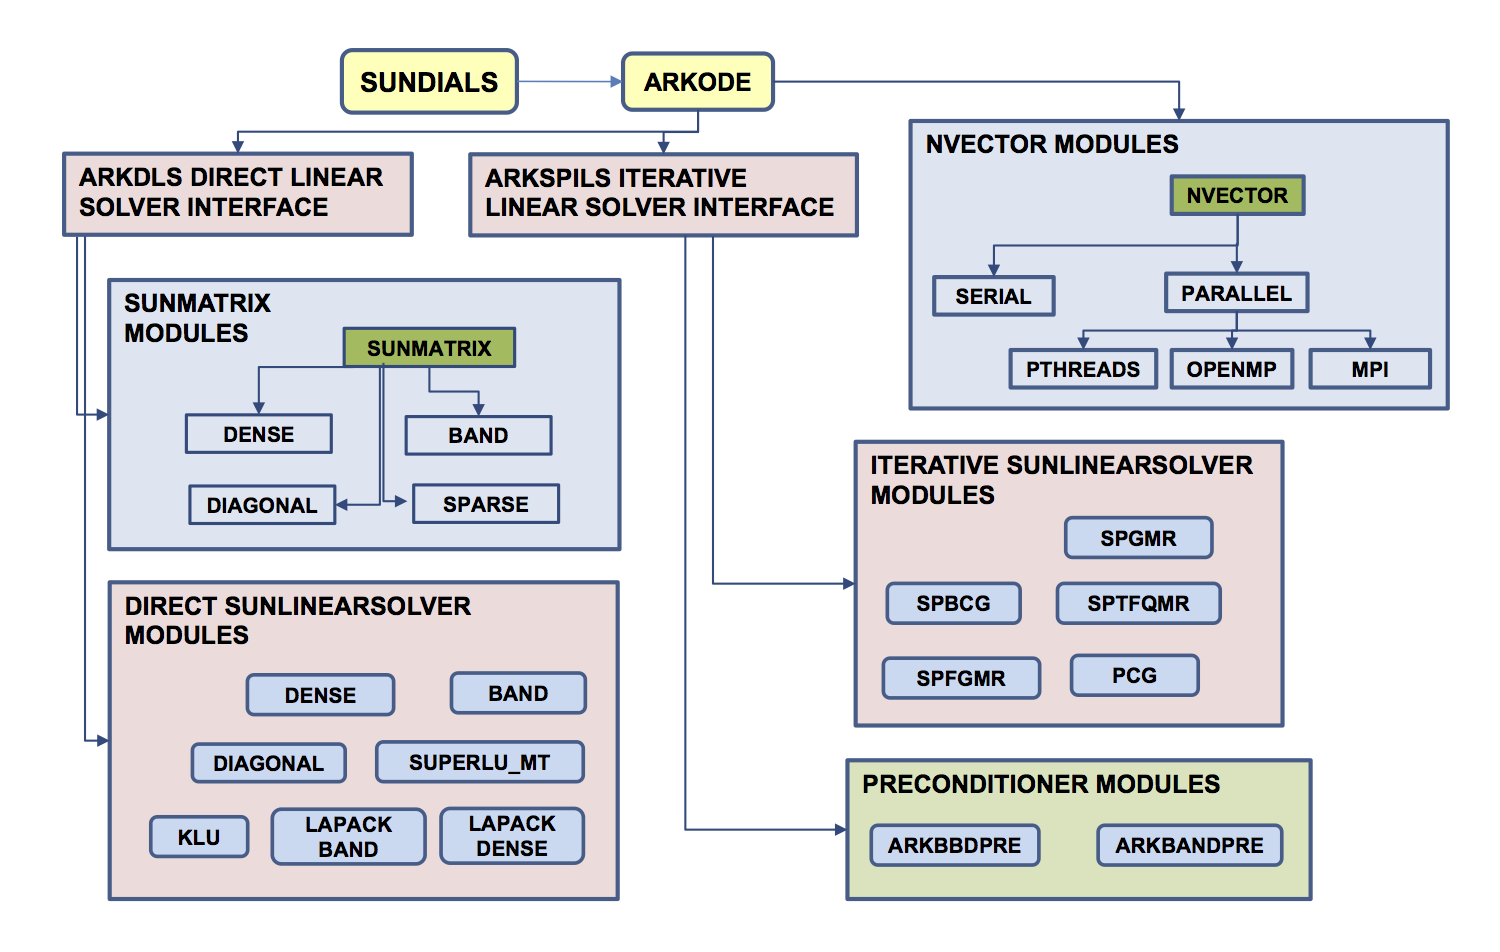 SUNDIALS
ARKODE
ARKDLS DIRECT LINEAR
SOLVER INTERFACE
ARKSPILS ITERATIVE
LINEAR SOLVER INTERFACE
NVECTOR MODULES
NVECTOR
SERIAL
PARALLEL
PTHREADS
OPENMP
MPI
SUNMATRIX
MODULES
SUNMATRIX
DENSE
BAND
DIAGONAL
SPARSE
ITERATIVE SUNLINEARSOLVER
MODULES
SPGMR
SPBCG
SPTFQMR
SPFGMR
PCG
DIRECT SUNLINEARSOLVER
MODULES
DENSE
BAND
DIAGONAL
SUPERLU_MT
KLU
LAPACK
BAND
LAPACK
DENSE
PRECONDITIONER MODULES
ARKBBDPRE
ARKBANDPRE